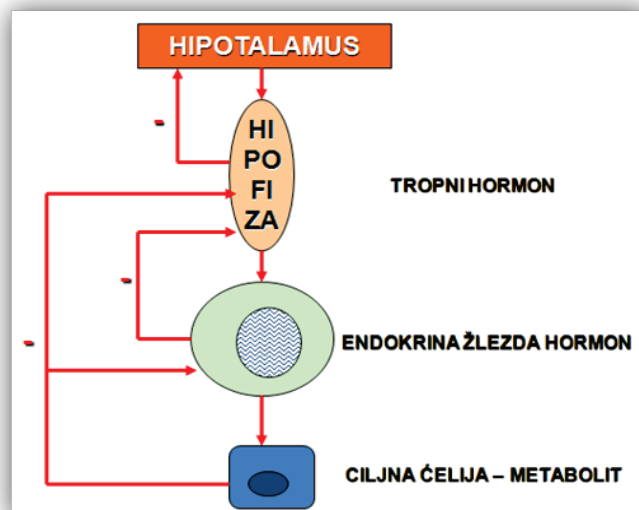 HIPOTALAMUS
HI
PO
FI
ZA
TROPNI HORMON
ENDOKRINA ŽLEZDA HORMON
CILJNA ĆELIJA – METABOLIT